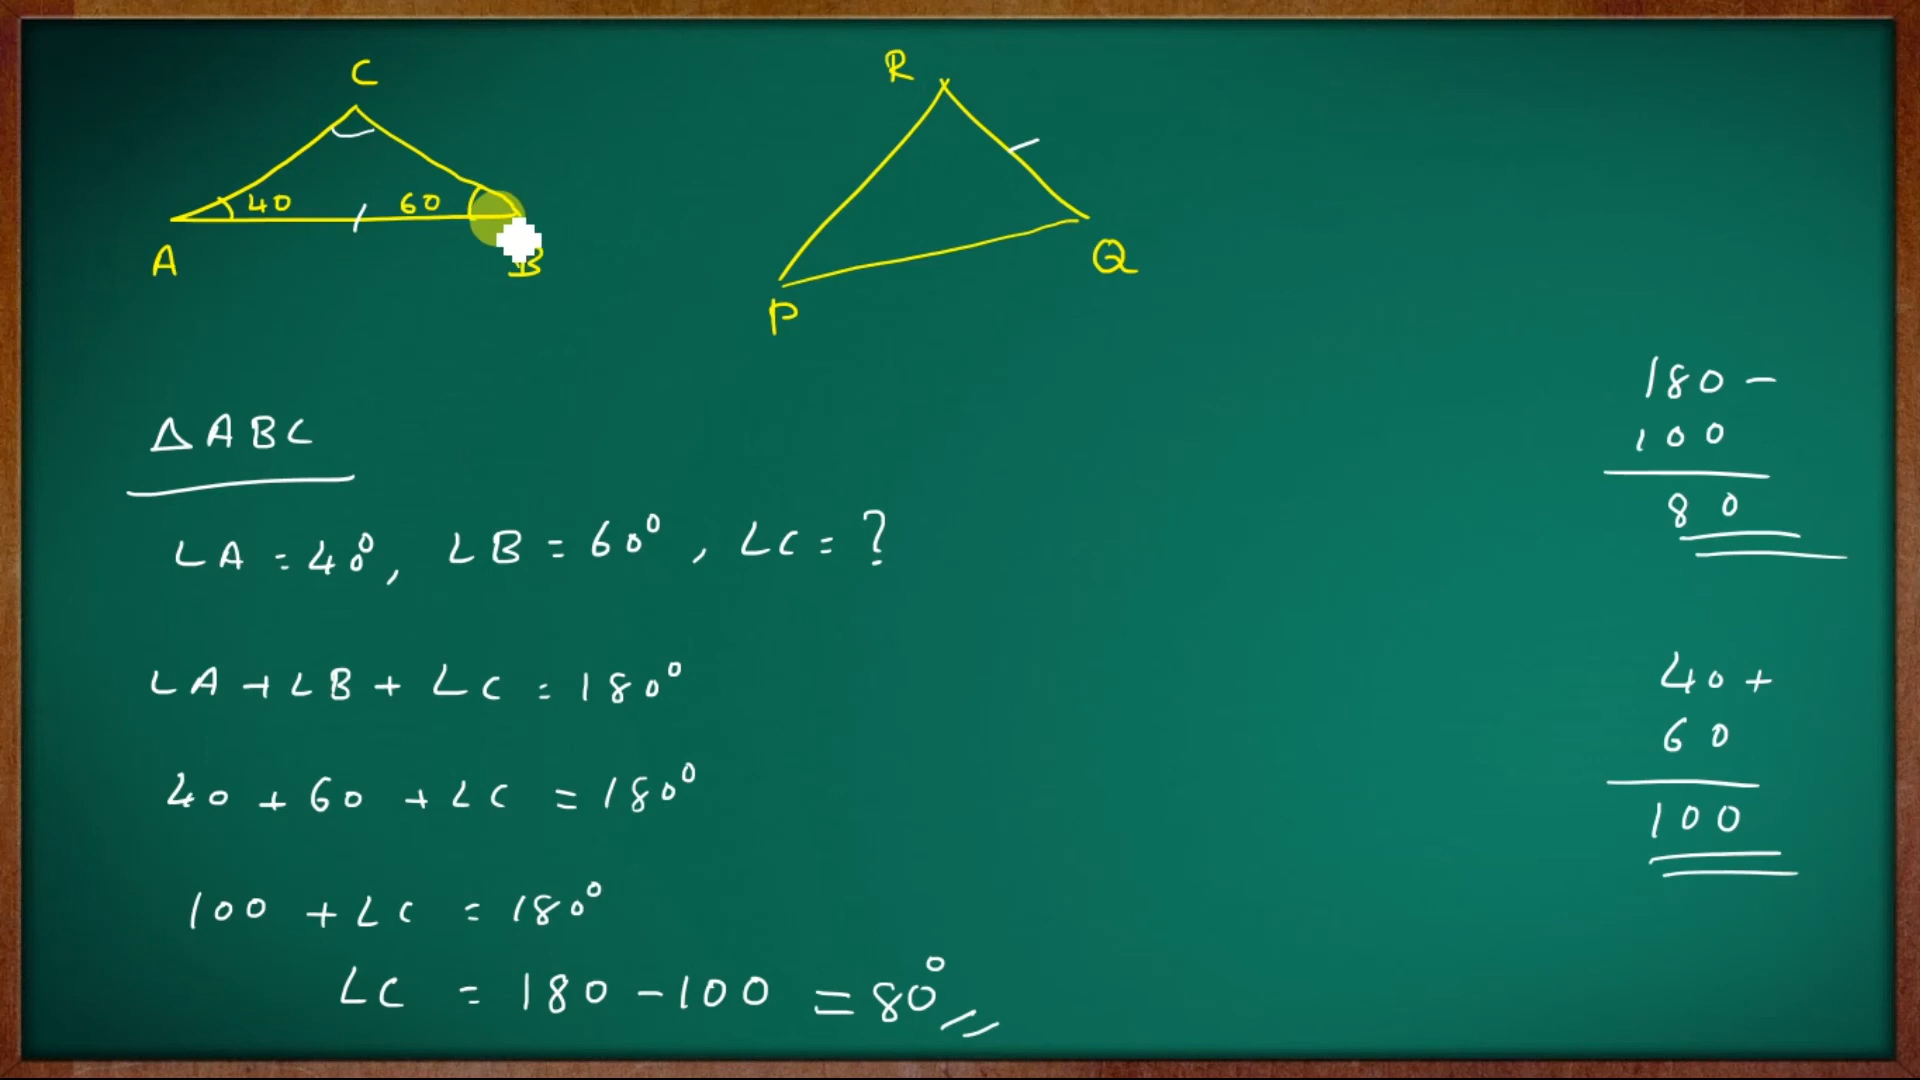 C
R
40 60
A B
Q
P
180 -
100
80
△ABC
∠A = 40°, ∠B = 60°, ∠C = ?
∠A + ∠B + ∠C = 180°
40 +
60
100
40 + 60 + ∠C = 180°
100 + ∠C = 180°
∠C = 180 - 100 = 80°